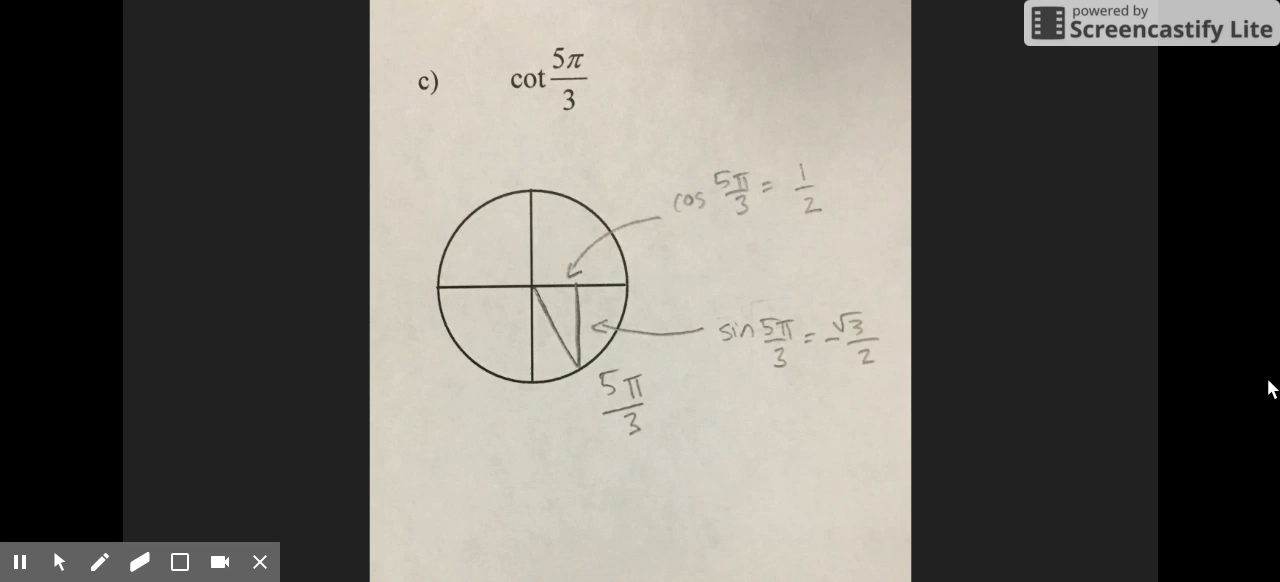 powered by
Screencastify Lite
c) cot 5π/3
cos 5π/3 = 1/2
sin 5π/3 = -√3/2
5π/3